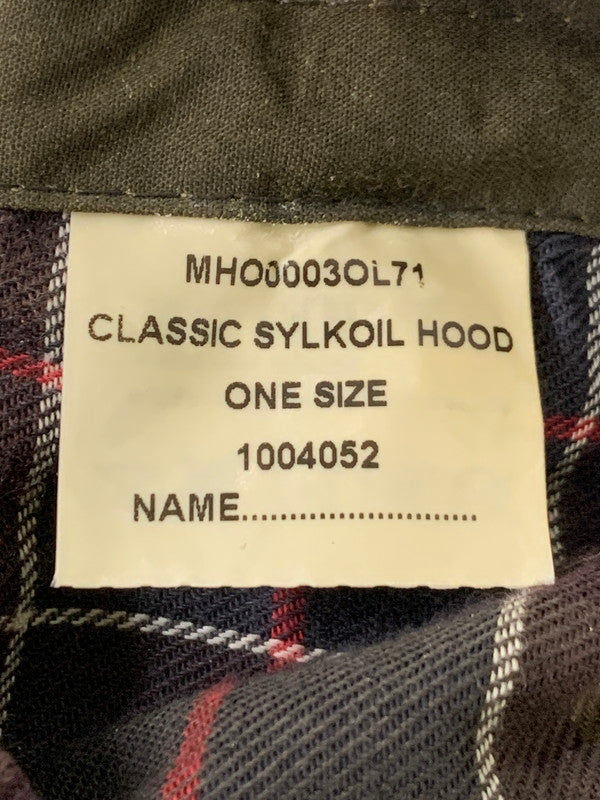 MHO0003OL71
CLASSIC SYLKOIL HOOD
ONE SIZE
1004052
NAME..........................